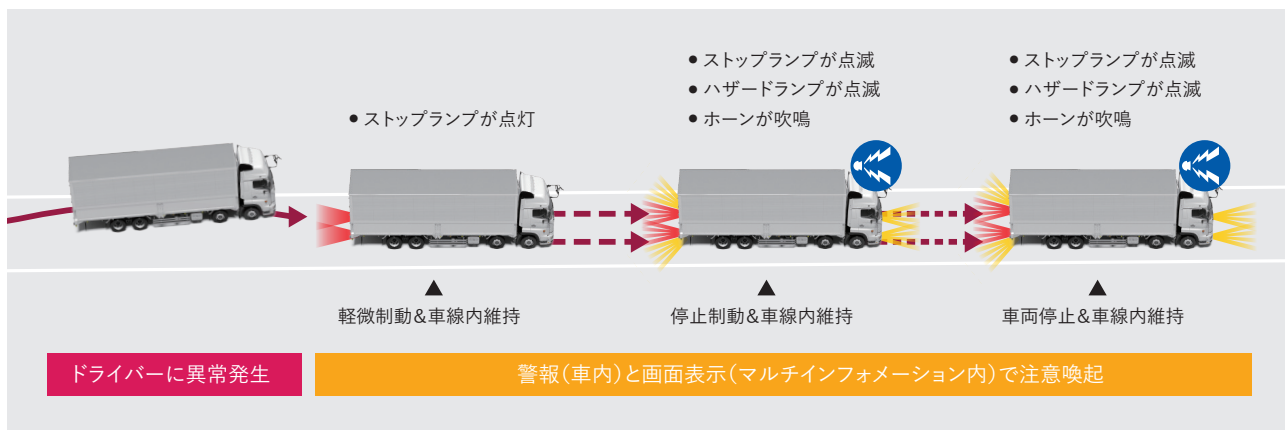 ● ストップランプが点灯
● ストップランプが点滅
● ハザードランプが点滅
● ホーンが吹鳴
● ストップランプが点滅
● ハザードランプが点滅
● ホーンが吹鳴
▲
軽微制動&車線内維持
▲
停止制動&車線内維持
▲
車両停止&車線内維持
ドライバーに異常発生
警報(車内)と画面表示(マルチインフォメーション内)で注意喚起